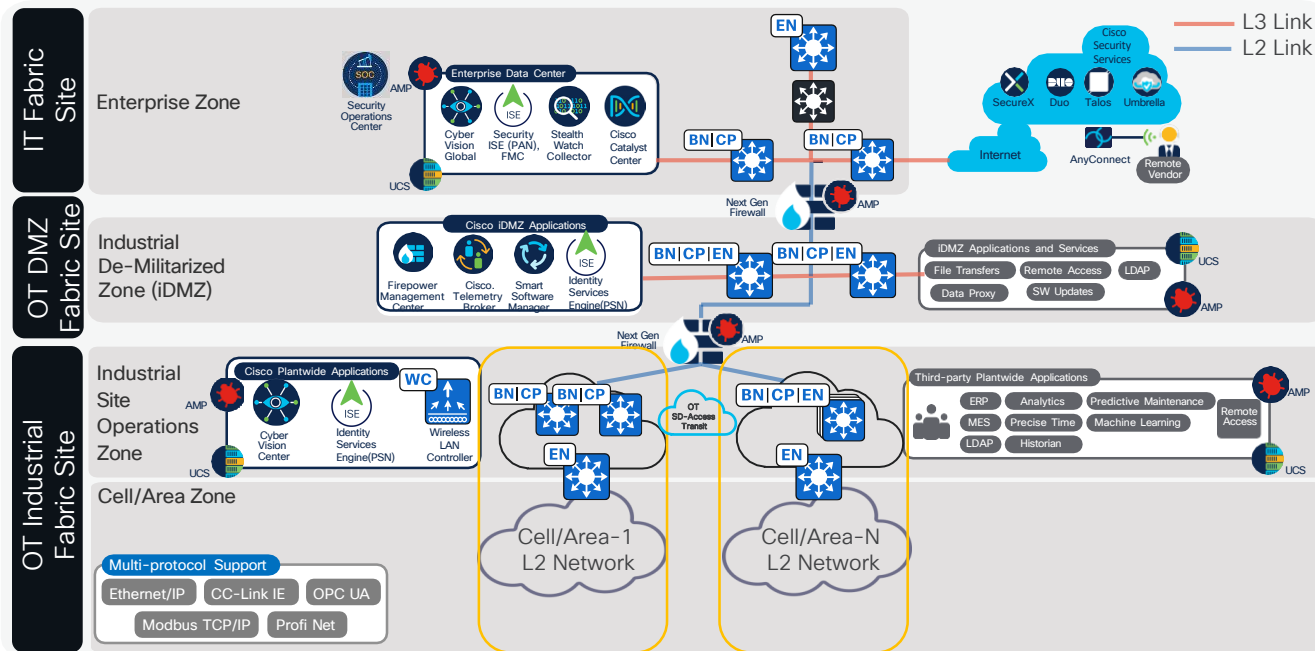 IT Fabric
Site
Enterprise Zone
SOC
Security
Operations
Center
AMP
UCS
Enterprise Data Center
Cyber
Vision
Global
ISE
Security
ISE (PAN),
FMC
Stealth
Watch
Collector
Cisco
Catalyst
Center
EN
BN|CP
BN|CP
L3 Link
L2 Link
Cisco
Security
Services
SecureX
Duo
Talos
Umbrella
Internet
AnyConnect
Remote
Vendor
Next Gen
Firewall
AMP
OT DMZ
Fabric Site
Industrial
De-Militarized
Zone (iDMZ)
Cisco iDMZ Applications
Firepower
Management
Center
Cisco.
Telemetry
Broker
Smart
Software
Manager
ISE
Identity
Services
Engine(PSN)
BN|CP|EN
BN|CP|EN
iDMZ Applications and Services
File Transfers
Remote Access
LDAP
Data Proxy
SW Updates
UCS
AMP
Next Gen
Firewall
AMP
OT Industrial
Fabric Site
Industrial
Site
Operations
Zone
AMP
UCS
Cisco Plantwide Applications
Cyber
Vision
Center
ISE
Identity
Services
Engine(PSN)
WC
Wireless
LAN
Controller
BN|CP
BN|CP
EN
OT
SD-Access
Transit
BN|CP|EN
EN
Third-party Plantwide Applications
ERP
Analytics
Predictive Maintenance
MES
Precise Time
Machine Learning
LDAP
Historian
Remote
Access
AMP
UCS
Cell/Area Zone
Cell/Area-1
L2 Network
Cell/Area-N
L2 Network
Multi-protocol Support
Ethernet/IP
CC-Link IE
OPC UA
Modbus TCP/IP
Profi Net